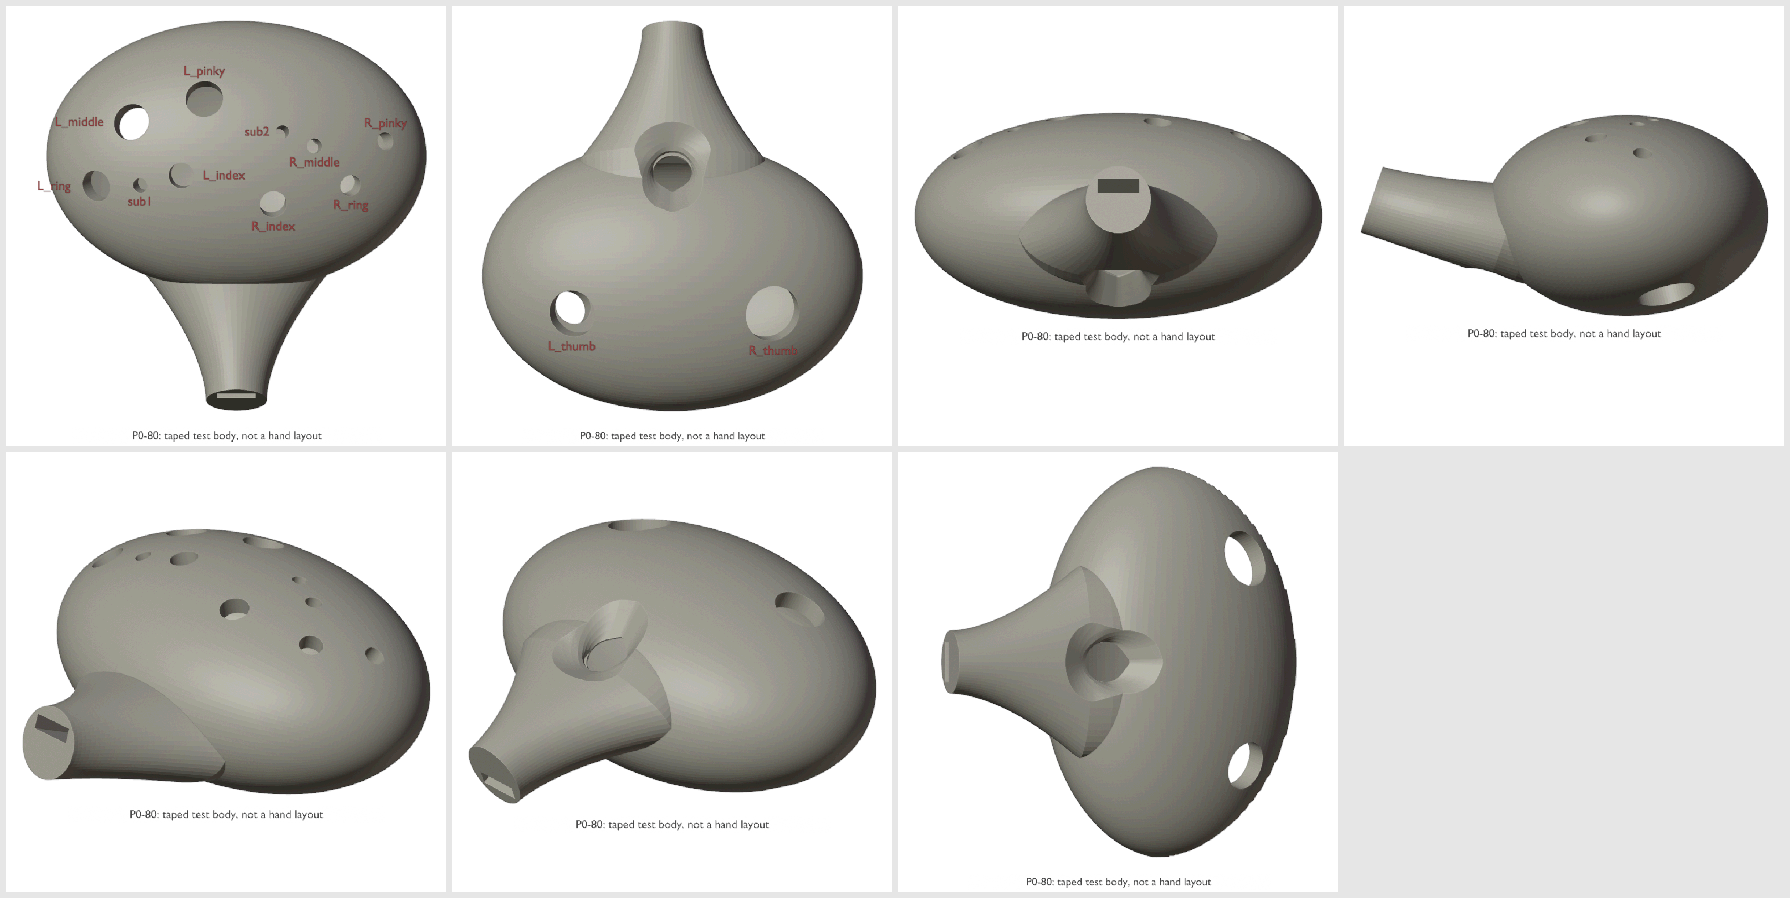 L_pinky
L_middle
sub2
R_pinky
R_middle
L_ring
L_index
sub1
R_ring
R_index
P0-80: taped test body, not a hand layout
L_thumb
R_thumb
P0-80: taped test body, not a hand layout
P0-80: taped test body, not a hand layout
P0-80: taped test body, not a hand layout
P0-80: taped test body, not a hand layout
P0-80: taped test body, not a hand layout
P0-80: taped test body, not a hand layout